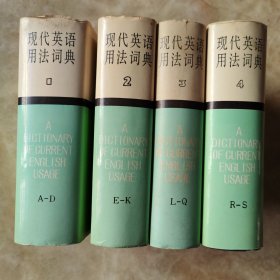 现代英语
用法词典
1
A
DICTIONARY
OF CURRENT
ENGLISH
USAGE
A-D
现代英语
用法词典
2
A
DICTIONARY
OF CURRENT
ENGLISH
USAGE
E-K
现代英语
用法词典
3
A
DICTIONARY
OF CURRENT
ENGLISH
USAGE
L-Q
现代英语
用法词典
4
A
DICTIONARY
OF CURRENT
ENGLISH
USAGE
R-S